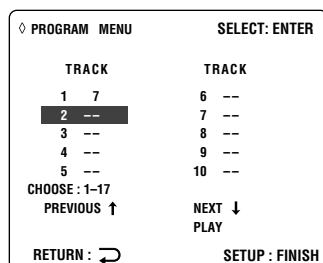 ◊ PROGRAM MENU SELECT: ENTER
TRACK TRACK
1 7 6 --
2 -- 7 --
3 -- 8 --
4 -- 9 --
5 -- 10 --
CHOOSE : 1–17
PREVIOUS ↑ NEXT ↓
PLAY
RETURN : SETUP : FINISH